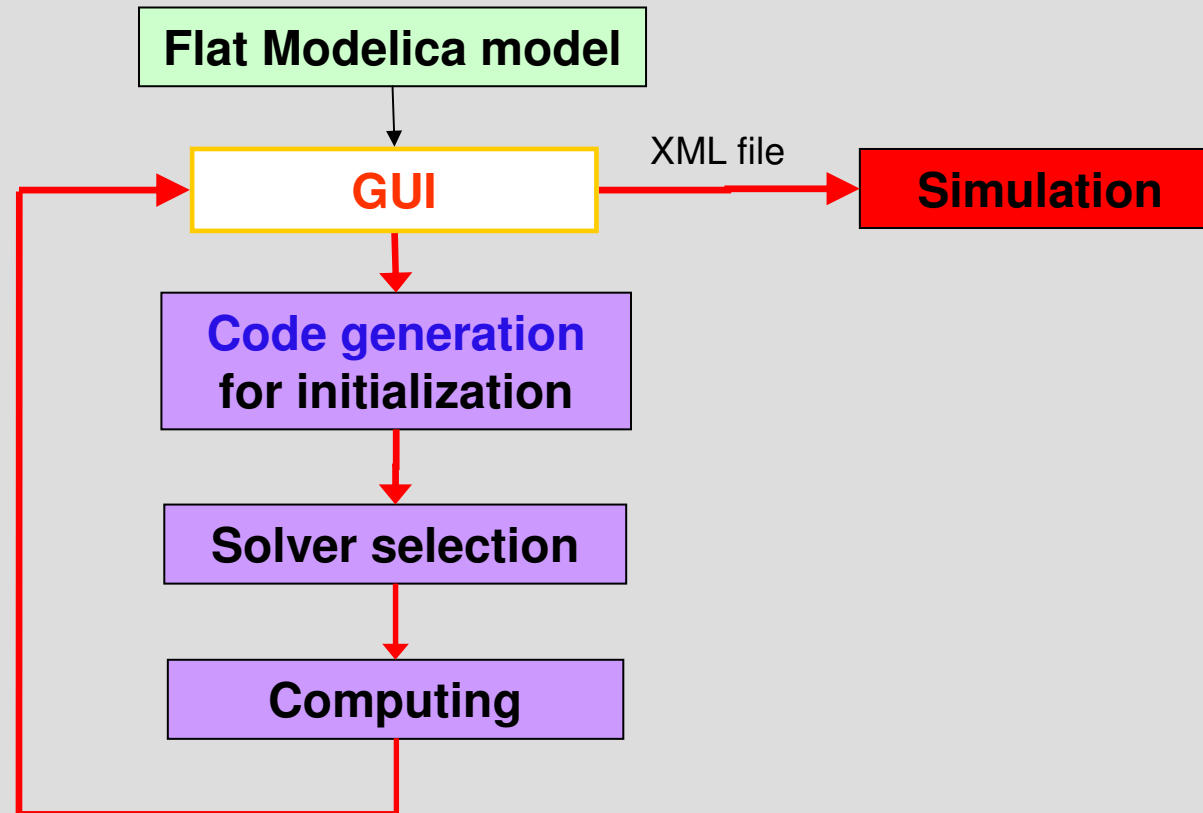 Flat Modelica model
XML file
GUI
Simulation
Code generation
for initialization
Solver selection
Computing